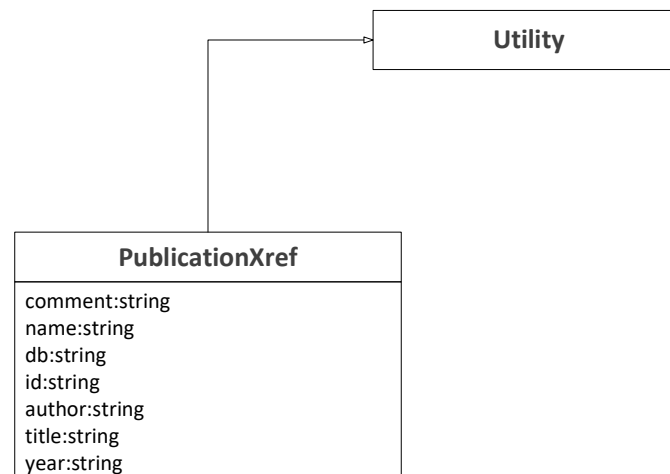 Utility
PublicationXref
comment:string
name:string
db:string
id:string
author:string
title:string
year:string